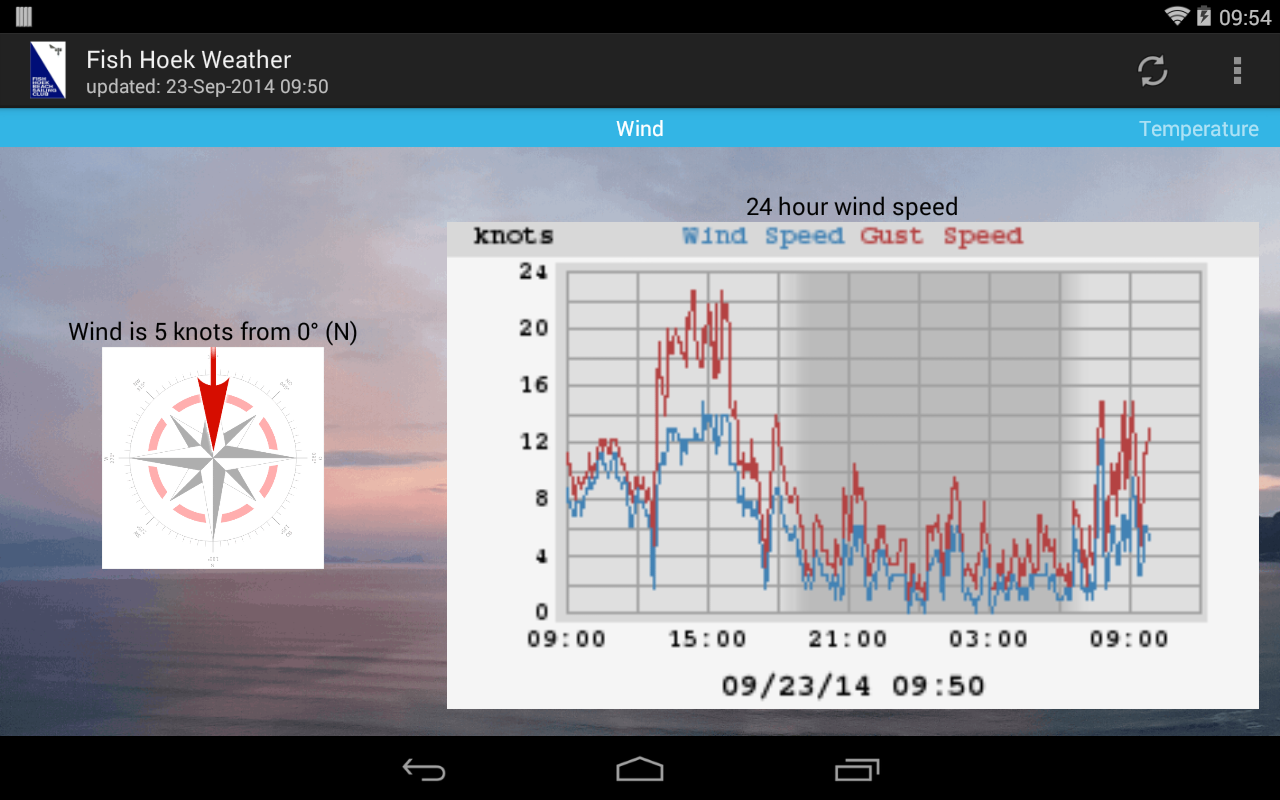 09:54
Fish Hoek Weather
updated: 23-Sep-2014 09:50
FISH
HOEK
BEACH
SAILING
CLUB
Wind
Temperature
24 hour wind speed
knots Wind Speed Gust Speed
Wind is 5 knots from 0° (N)
24
20
16
12
8
4
0
09:00 15:00 21:00 03:00 09:00
09/23/14 09:50